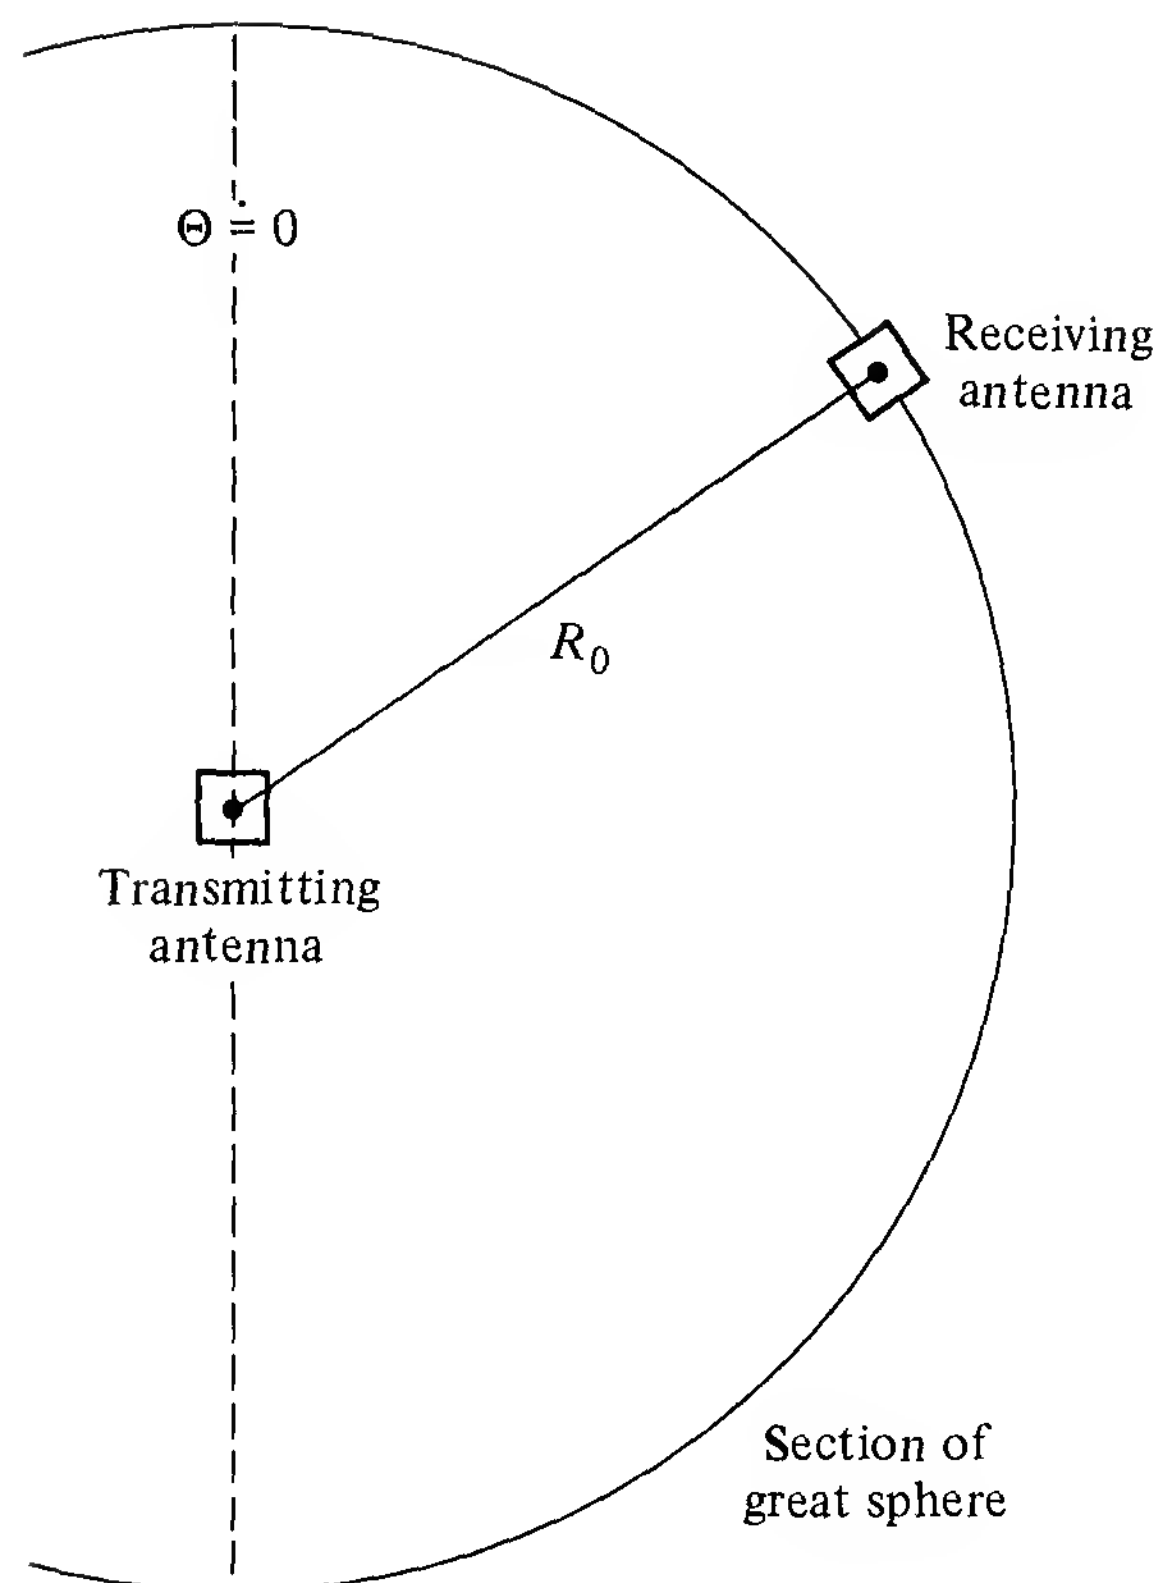 Θ = 0
Receiving
antenna
R₀
Transmitting
antenna
Section of
great sphere